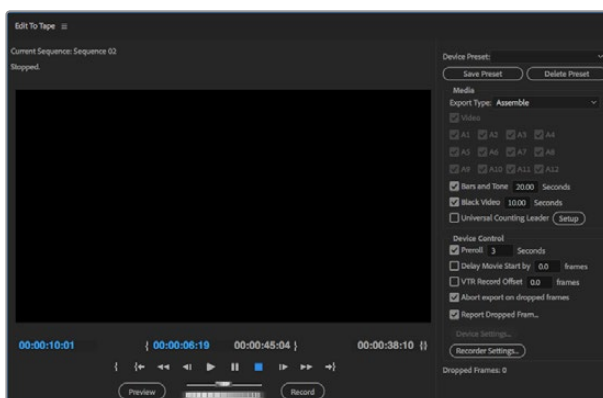 Edit To Tape
Current Sequence: Sequence 02
Stopped.
00:00:10:01
00:00:06:19
00:00:45:04
00:00:38:10
Preview
Record
Device Preset:
Save Preset
Delete Preset
Media
Export Type: Assemble
Video
A1 A2 A3 A4
A5 A6 A7 A8
A9 A10 A11 A12
Bars and Tone 20.00 Seconds
Black Video 10.00 Seconds
Universal Counting Leader Setup
Device Control
Preroll 3 Seconds
Delay Movie Start by 0.0 frames
VTR Record Offset 0.0 frames
Abort export on dropped frames
Report Dropped Fram...
Device Settings...
Recorder Settings...
Dropped Frames: 0